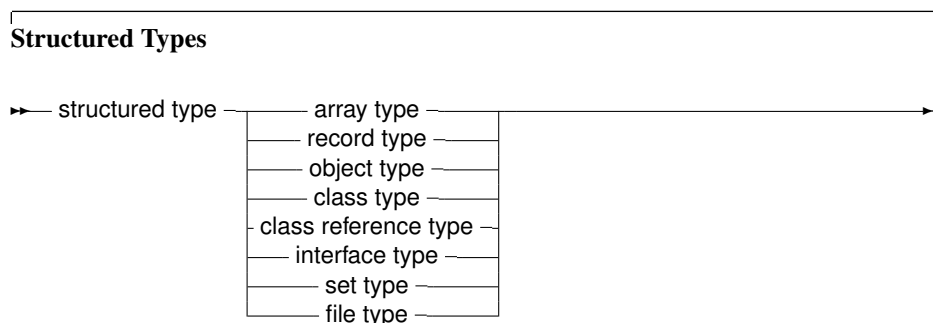 Structured Types
structured type array type
record type
object type
class type
class reference type
interface type
set type
file type